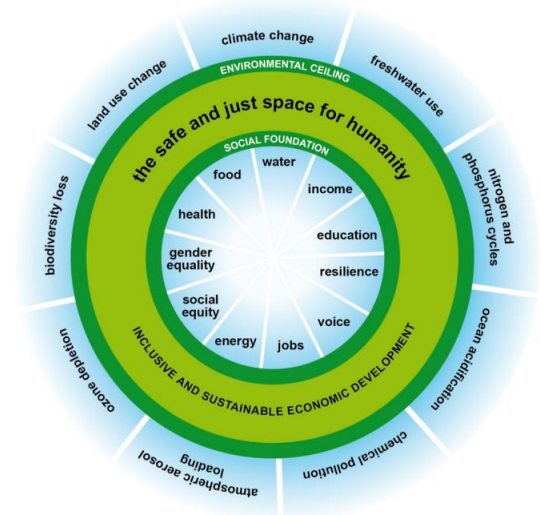 climate change
freshwater use
nitrogen and
phosphorus cycles
ocean acidification
chemical pollution
atmospheric aerosol
loading
ozone depletion
biodiversity loss
land use change
ENVIRONMENTAL CEILING
the safe and just space for humanity
SOCIAL FOUNDATION
water
income
education
resilience
voice
jobs
energy
social
equity
gender
equality
health
food
INCLUSIVE AND SUSTAINABLE ECONOMIC DEVELOPMENT